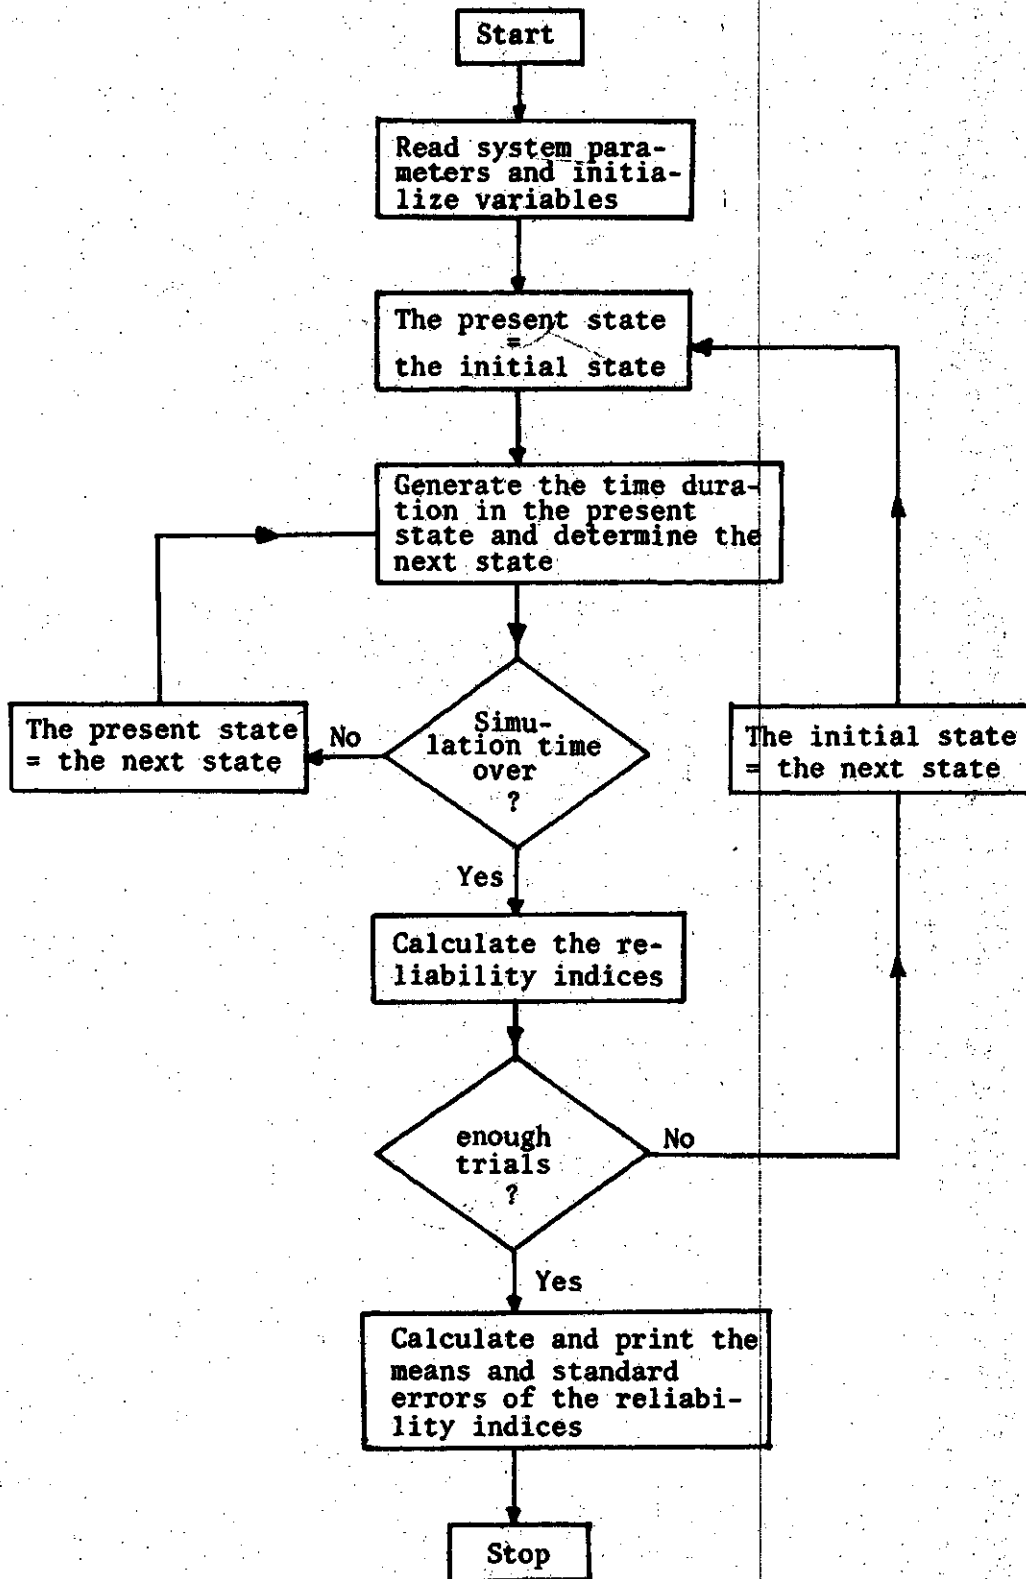 Start
Read system para-
meters and initia-
lize variables
The present state
=
the initial state
Generate the time dura-
tion in the present
state and determine the
next state
The present state
= the next state
No
Simu-
lation time
over
?
The initial state
= the next state
Yes
Calculate the re-
liability indices
enough
trials
?
No
Yes
Calculate and print the
means and standard
errors of the reliabi-
lity indices
Stop